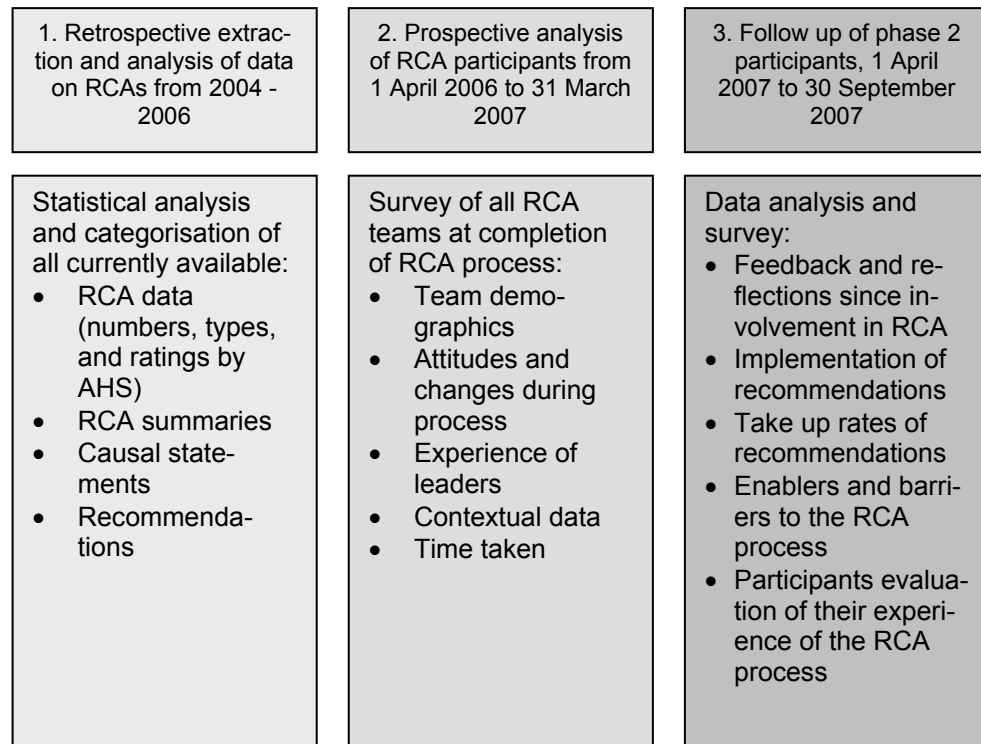 1. Retrospective extrac-
tion and analysis of data
on RCAs from 2004 -
2006
2. Prospective analysis
of RCA participants from
1 April 2006 to 31 March
2007
3. Follow up of phase 2
participants, 1 April
2007 to 30 September
2007
Statistical analysis
and categorisation of
all currently available:
• RCA data
(numbers, types,
and ratings by
AHS)
• RCA summaries
• Causal state-
ments
• Recommenda-
tions
Survey of all RCA
teams at completion
of RCA process:
• Team demo-
graphics
• Attitudes and
changes during
process
• Experience of
leaders
• Contextual data
• Time taken
Data analysis and
survey:
• Feedback and re-
flections since in-
volvement in RCA
• Implementation of
recommendations
• Take up rates of
recommendations
• Enablers and barri-
ers to the RCA
process
• Participants evalua-
tion of their experi-
ence of the RCA
process